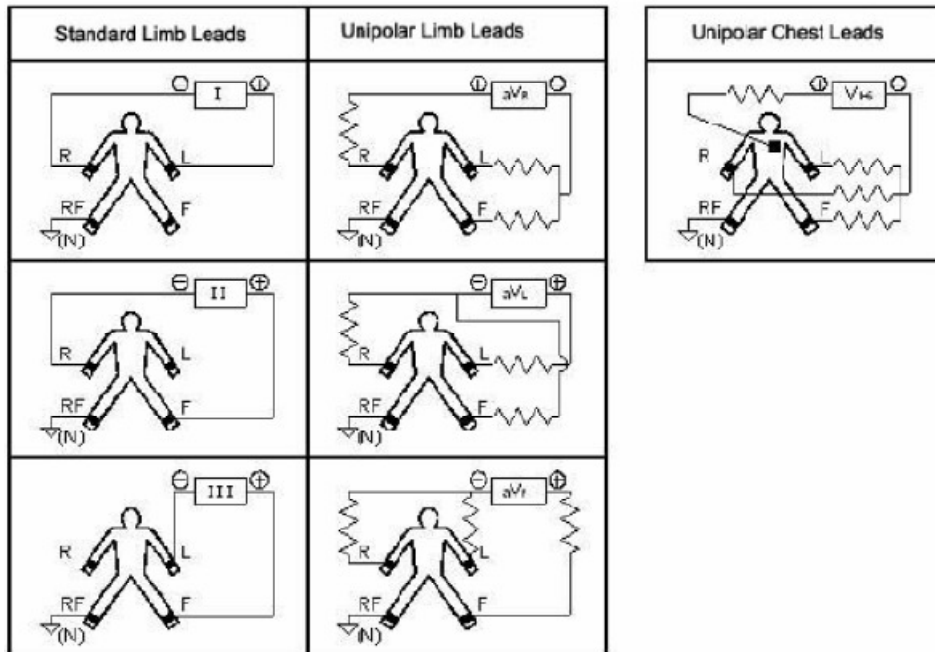 Standard Limb Leads
Unipolar Limb Leads
Unipolar Chest Leads
− I +
R L
RF F
(N)
+ aVR −
R L
RF F
(N)
+ V1-6 −
R L
RF F
(N)
− II +
R L
RF F
(N)
− aVL +
R L
RF F
(N)
− III +
R L
RF F
(N)
− aVF +
R L
RF F
(N)